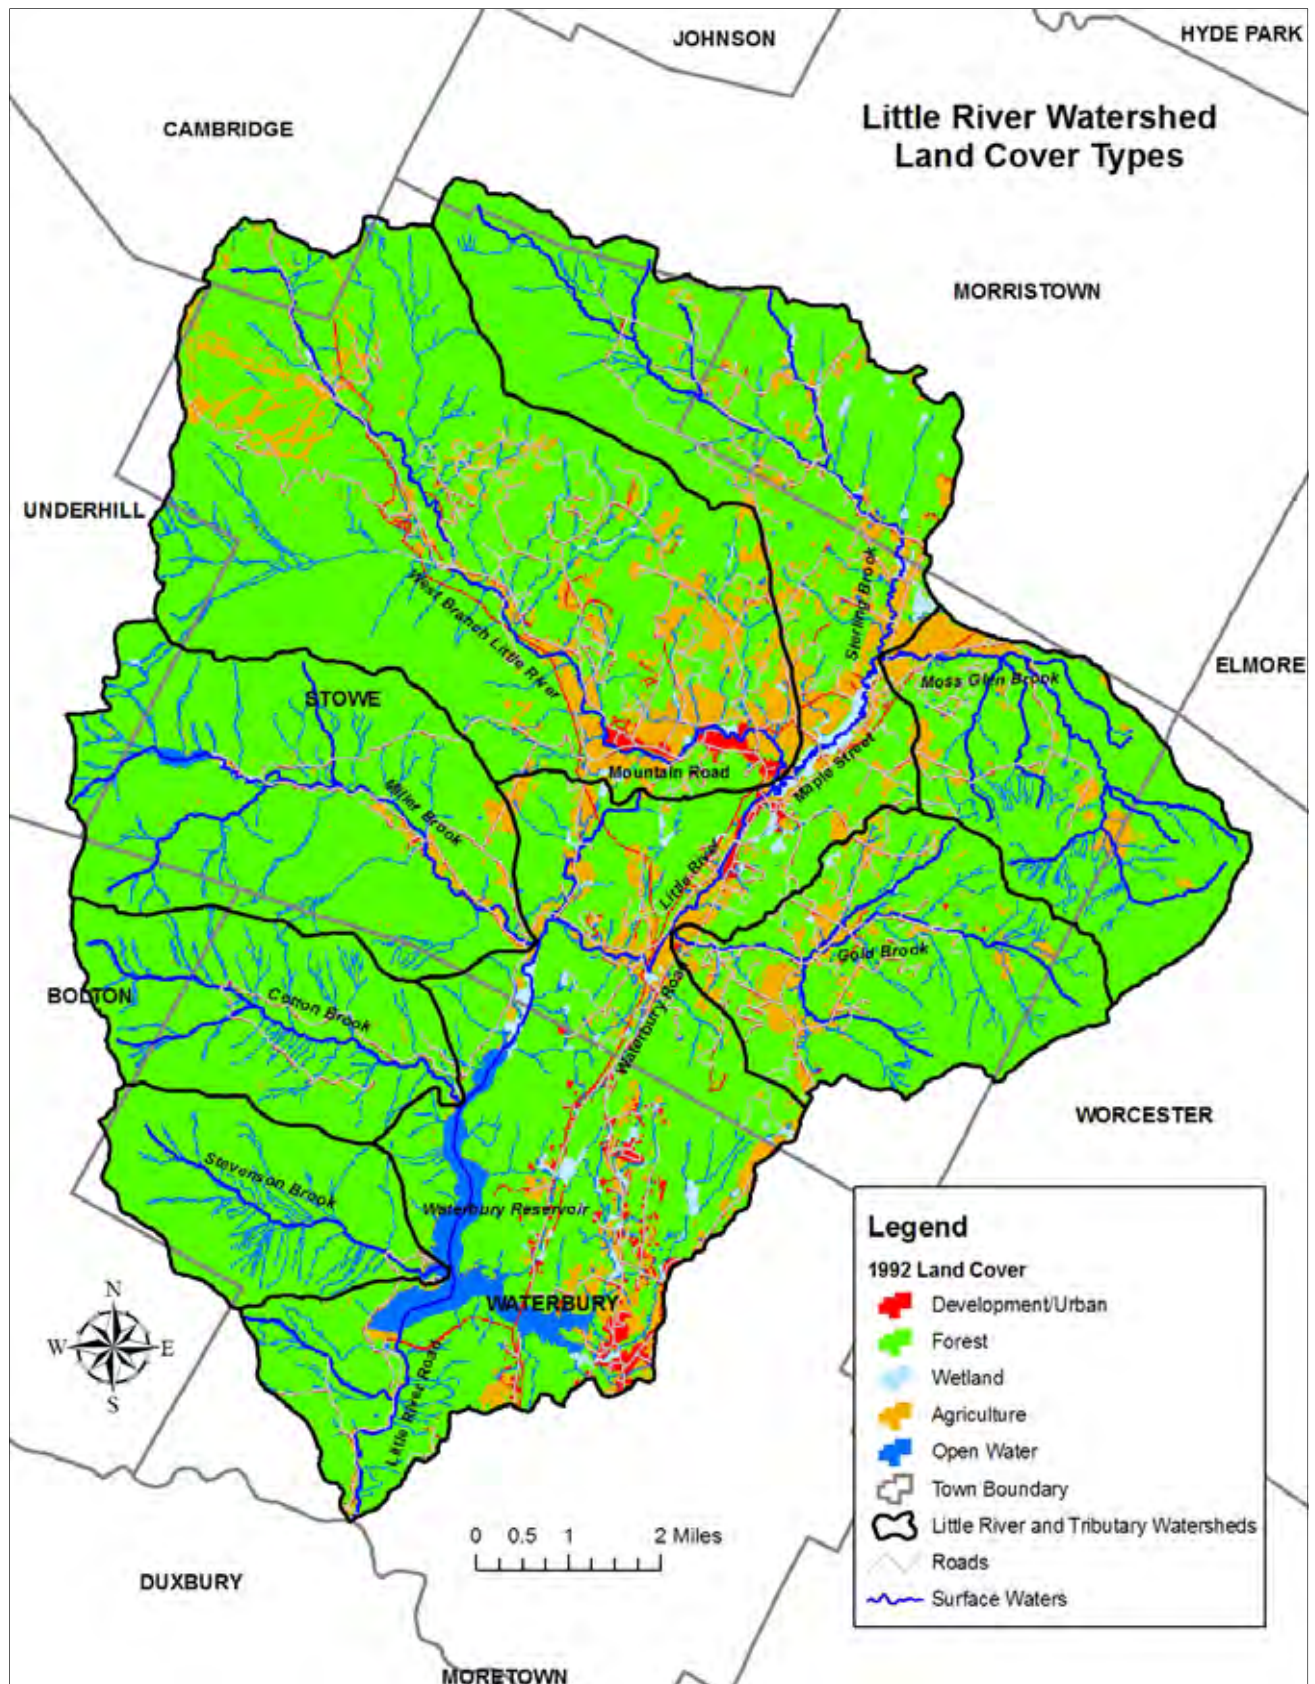 JOHNSON
HYDE PARK
CAMBRIDGE
Little River Watershed
Land Cover Types
MORRISTOWN
UNDERHILL
Sterling Brook
West Branch Little River
ELMORE
Moss Glen Brook
STOWE
Mountain Road
Maple Street
Miller Brook
Little River
Gold Brook
BOLTON
Cotton Brook
Waterbury Road
WORCESTER
Stevenson Brook
Waterbury Reservoir
WATERBURY
Little River Road
N
W
E
S
Legend
1992 Land Cover
Development/Urban
Forest
Wetland
Agriculture
Open Water
Town Boundary
Little River and Tributary Watersheds
Roads
Surface Waters
0 0.5 1 2 Miles
DUXBURY
MORETOWN